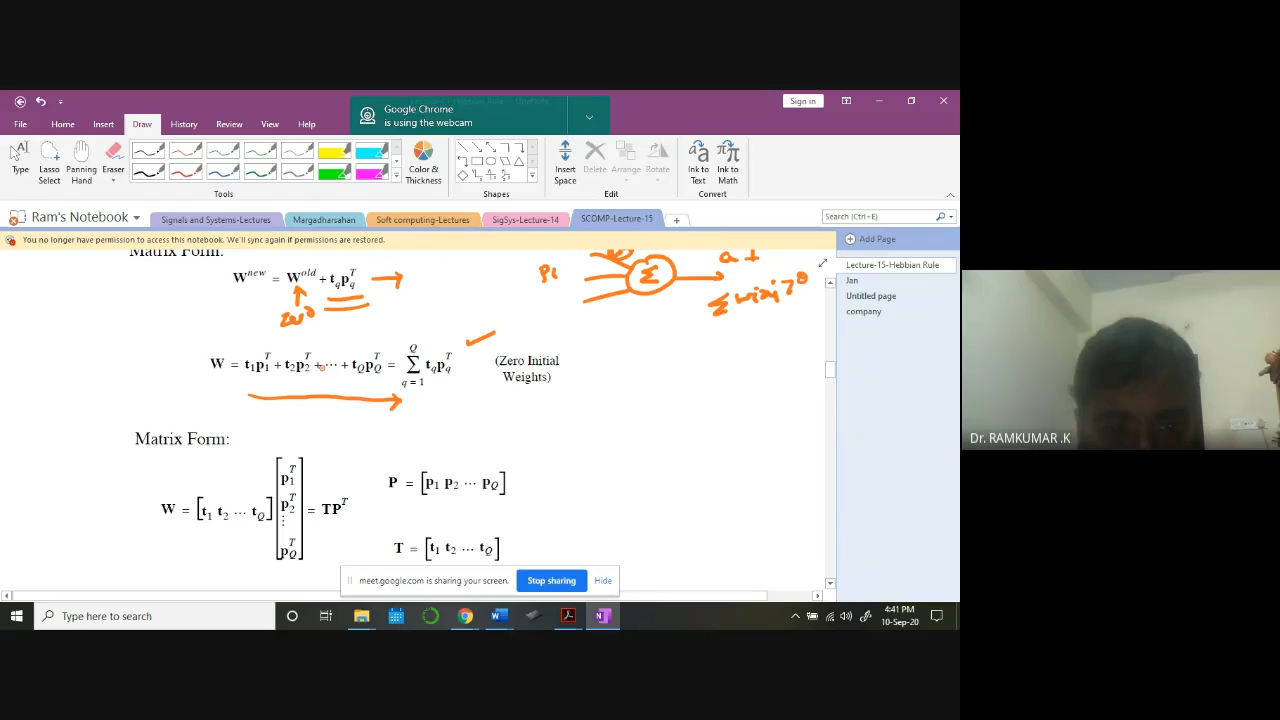 Google Chrome
is using the webcam
Sign in
File Home Insert Draw History Review View Help
Type Lasso Select Panning Hand Eraser Color & Thickness Insert Space Delete Arrange Rotate Ink to Text Ink to Math
Tools Shapes Edit Convert
Ram's Notebook Signals and Systems-Lectures Margadharsahan Soft computing-Lectures SigSys-Lecture-14 SCOMP-Lecture-15 Search (Ctrl+E)
You no longer have permission to access this notebook. We'll sync again if permissions are restored.
Add Page
Lecture-15-Hebbian Rule
Jan
Untitled page
company
Matrix Form:
W^new = W^old + t_q p_q^T
zero
p1
Σ
a
W = t_1 p_1^T + t_2 p_2^T + ⋯ + t_Q p_Q^T = Σ_{q = 1}^{Q} t_q p_q^T (Zero Initial
Weights)
Matrix Form:
W = [t_1 t_2 ⋯ t_Q] [p_1^T p_2^T ⋮ p_Q^T] = TP^T
P = [p_1 p_2 ⋯ p_Q]
T = [t_1 t_2 ⋯ t_Q]
meet.google.com is sharing your screen. Stop sharing Hide
Type here to search
4:41 PM
10-Sep-20
Dr. RAMKUMAR .K